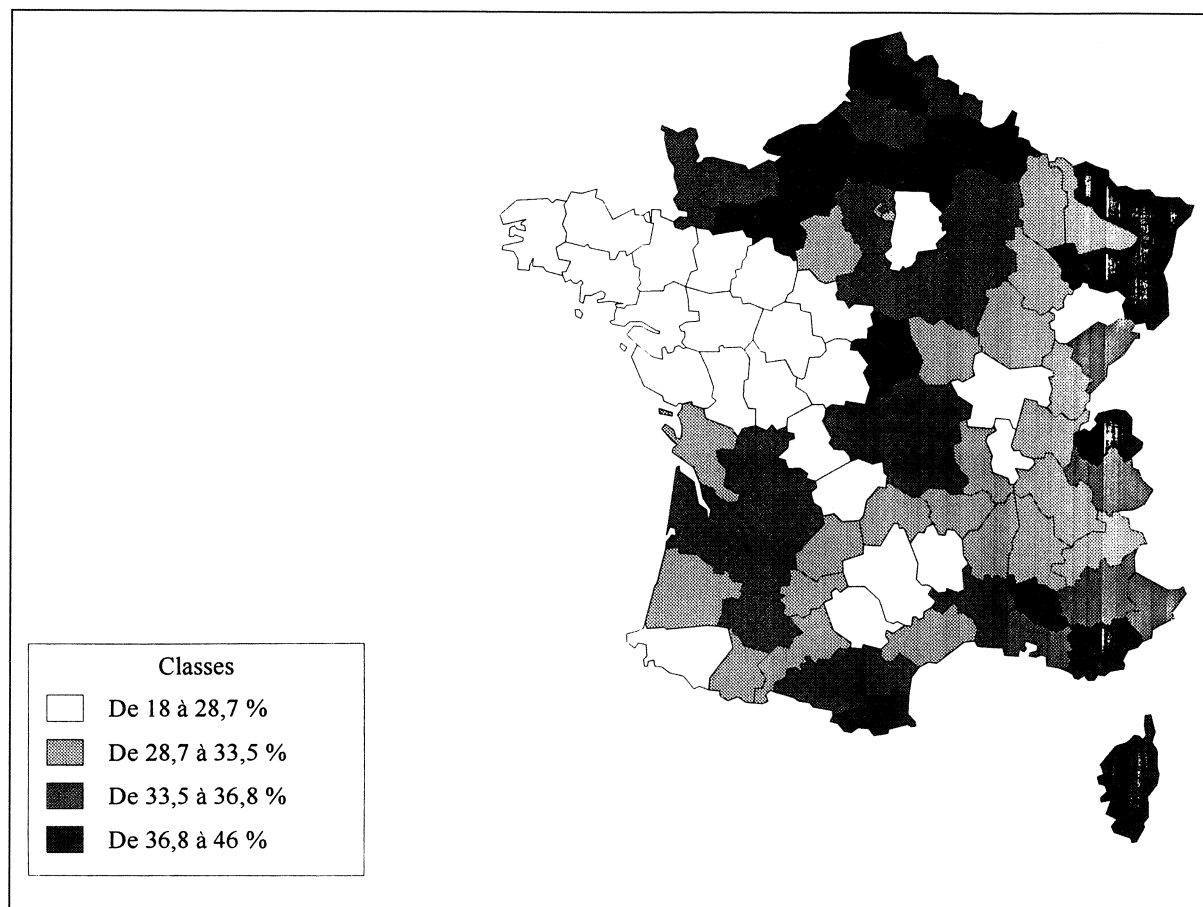 Classes
De 18 à 28,7 %
De 28,7 à 33,5 %
De 33,5 à 36,8 %
De 36,8 à 46 %